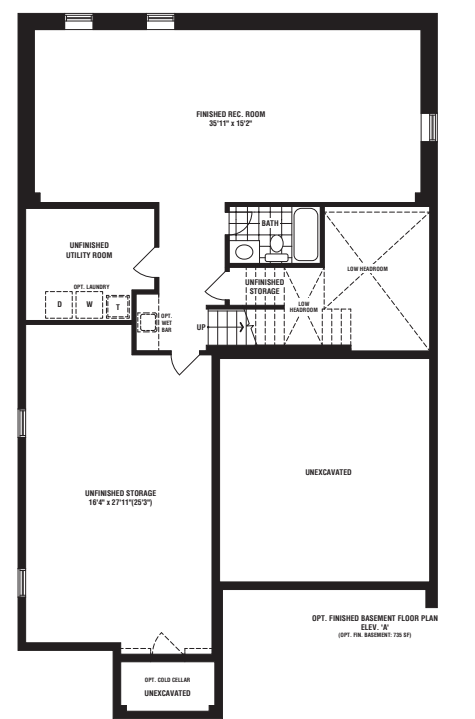 FINISHED REC. ROOM
35'11" x 15'2"
BATH
UNFINISHED
UTILITY ROOM
LOW HEADROOM
UNFINISHED
STORAGE
OPT. LAUNDRY
D W T
LOW
HEADROOM
OPT.
WET
BAR
UP
UNEXCAVATED
UNFINISHED STORAGE
16'4" x 27'11"(25'3")
OPT. FINISHED BASEMENT FLOOR PLAN
ELEV. 'A'
(OPT. FIN. BASEMENT: 735 SF)
OPT. COLD CELLAR
UNEXCAVATED